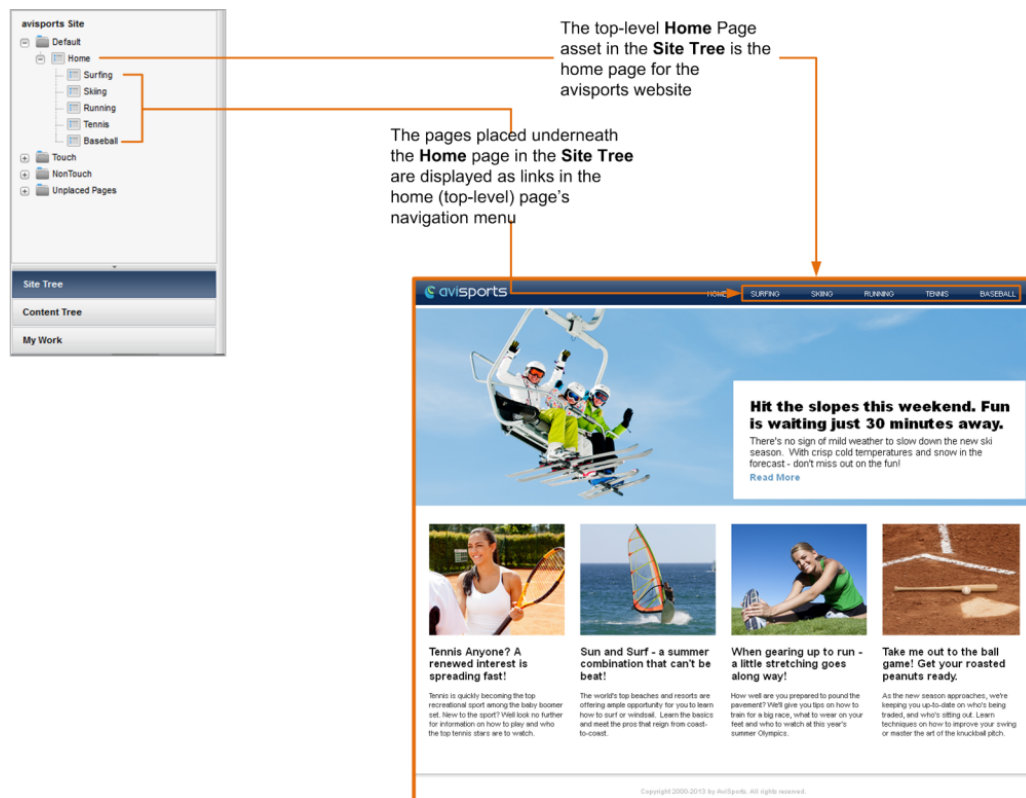 avisports Site
Default
Home
Surfing
Skiing
Running
Tennis
Baseball
Touch
NonTouch
Unplaced Pages
Site Tree
Content Tree
My Work
The top-level Home Page
asset in the Site Tree is the
home page for the
avisports website
The pages placed underneath
the Home page in the Site Tree
are displayed as links in the
home (top-level) page's
navigation menu
avisports
HOME SURFING SKIING RUNNING TENNIS BASEBALL
Hit the slopes this weekend. Fun
is waiting just 30 minutes away.
There's no sign of mild weather to slow down the new ski
season. With crisp cold temperatures and snow in the
forecast - don't miss out on the fun!
Read More
Tennis Anyone? A
renewed interest is
spreading fast!
Tennis is quickly becoming the top
recreational sport among the baby boomer
set. New to the sport? Well look no further
for information on how to play and who
the top tennis stars are to watch.
Sun and Surf - a summer
combination that can't be
beat!
The world's top beaches and resorts are
offering ample opportunity for you to learn
how to surf or windsail. Learn the basics
and meet the pros that reign from coast-
to-coast.
When gearing up to run -
a little stretching goes
along way!
How well are you prepared to pound the
pavement? We'll give you tips on how to
train for a big race, what to wear on your
feet and who to watch at this year's
summer Olympics.
Take me out to the ball
game! Get your roasted
peanuts ready.
As the new season approaches, we're
keeping you up-to-date on who's being
traded, and who's sitting out. Learn
techniques on how to improve your swing
or master the art of the knuckball pitch.
Copyright 2000-2013 by AviSports. All rights reserved.